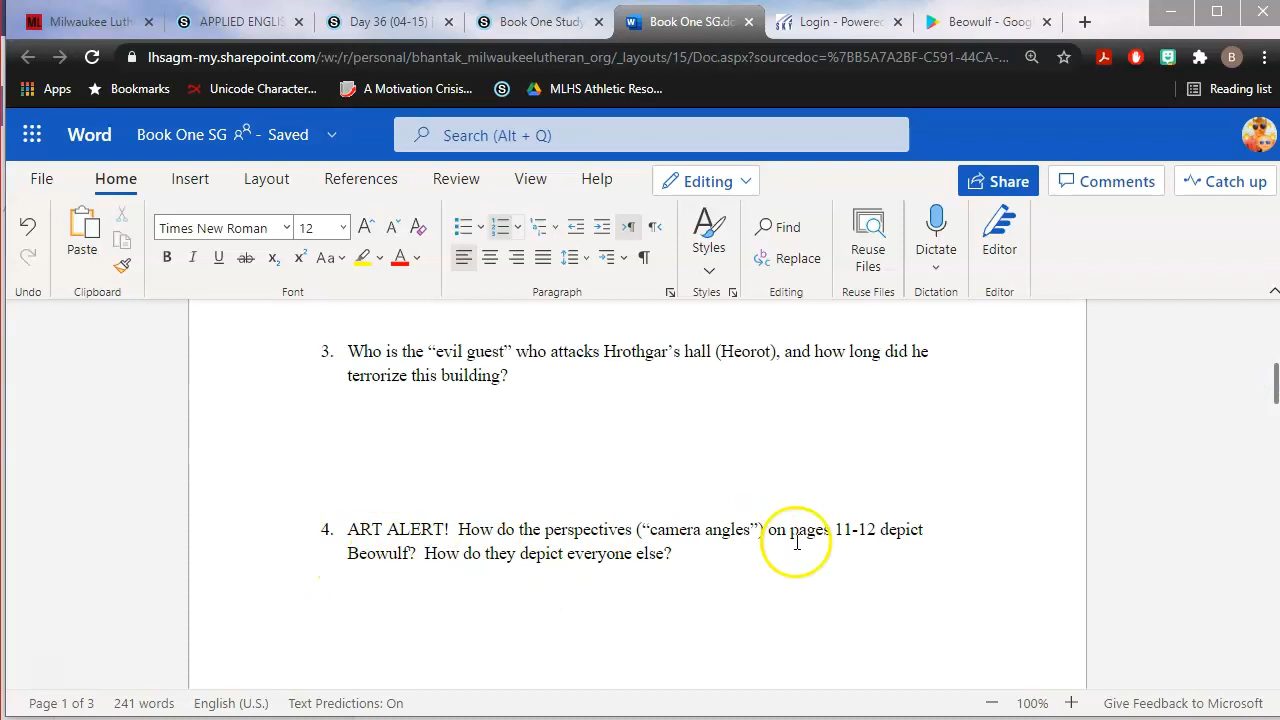 Milwaukee Luth
APPLIED ENGLIS
Day 36 (04-15) |
Book One Study
Book One SG.do
Login - Powere
Beowulf - Goog
lhsagm-my.sharepoint.com/:w:/r/personal/bhantak_milwaukeelutheran_org/_layouts/15/Doc.aspx?sourcedoc=%7BB5A7A2BF-C591-44CA-...
B
Apps
Bookmarks
Unicode Character...
A Motivation Crisis...
MLHS Athletic Reso...
Reading list
Word
Book One SG - Saved
Search (Alt + Q)
File
Home
Insert
Layout
References
Review
View
Help
Editing
Share
Comments
Catch up
Paste
Times New Roman
12
Styles
Find
Replace
Reuse
Files
Dictate
Editor
Undo
Clipboard
Font
Paragraph
Styles
Editing
Reuse Files
Dictation
Editor
3. Who is the “evil guest” who attacks Hrothgar’s hall (Heorot), and how long did he
terrorize this building?
4. ART ALERT! How do the perspectives (“camera angles”) on pages 11-12 depict
Beowulf? How do they depict everyone else?
Page 1 of 3
241 words
English (U.S.)
Text Predictions: On
100%
Give Feedback to Microsoft